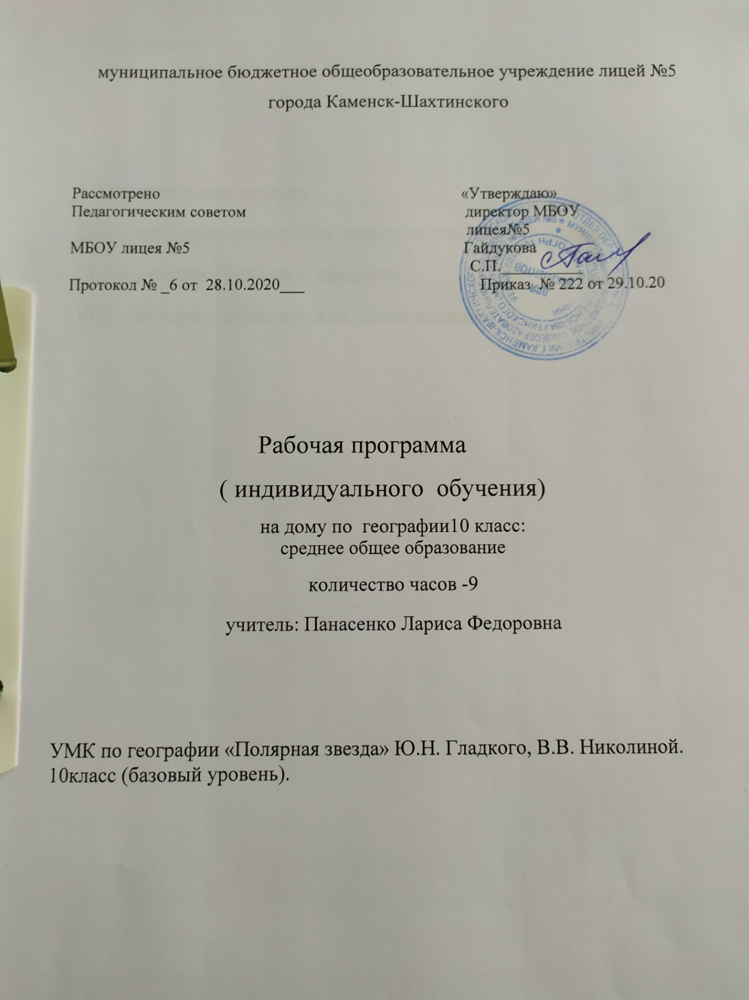 муниципальное бюджетное общеобразовательное учреждение лицей №5
города Каменск-Шахтинского
Рассмотрено
Педагогическим советом
МБОУ лицея №5
Протокол № _6 от 28.10.2020___
«Утверждаю»
директор МБОУ
лицея№5
Гайдукова
С.П.__________
Приказ № 222 от 29.10.20
Рабочая программа
( индивидуального обучения)
на дому по географии10 класс:
среднее общее образование
количество часов -9
учитель: Панасенко Лариса Федоровна
УМК по географии «Полярная звезда» Ю.Н. Гладкого, В.В. Николиной.
10класс (базовый уровень).